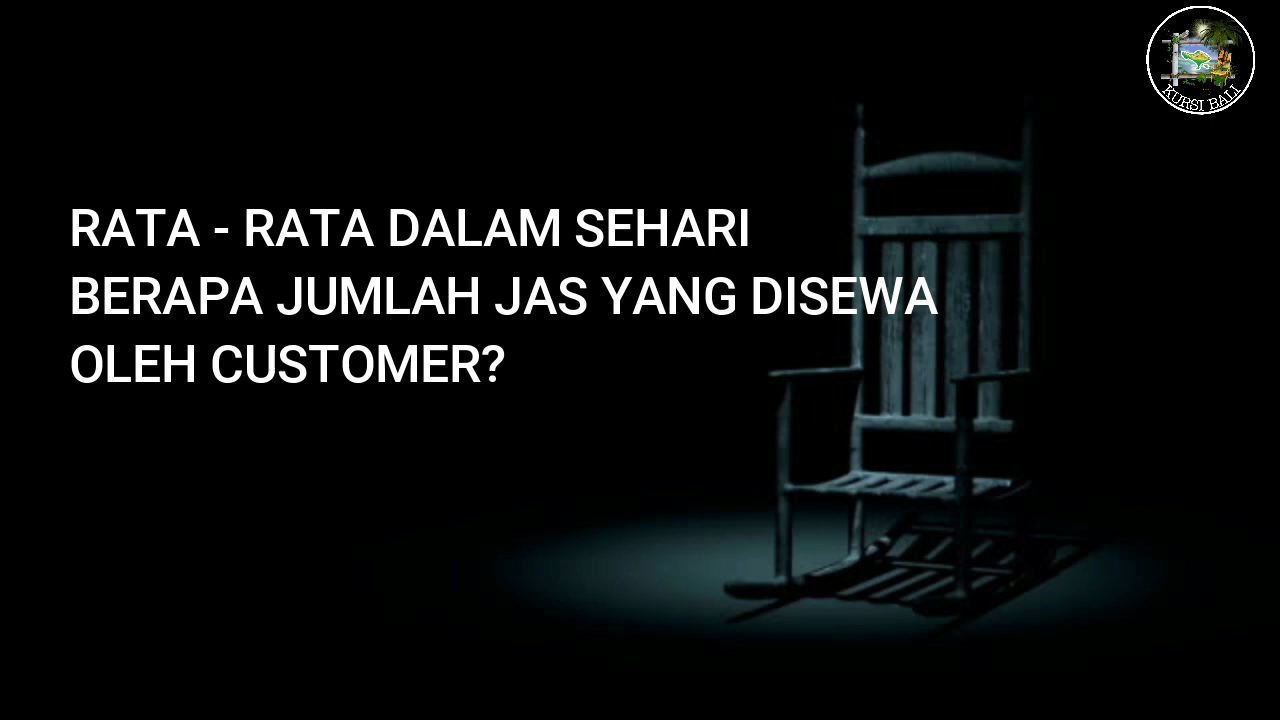 KURSI BALI
RATA - RATA DALAM SEHARI
BERAPA JUMLAH JAS YANG DISEWA
OLEH CUSTOMER?